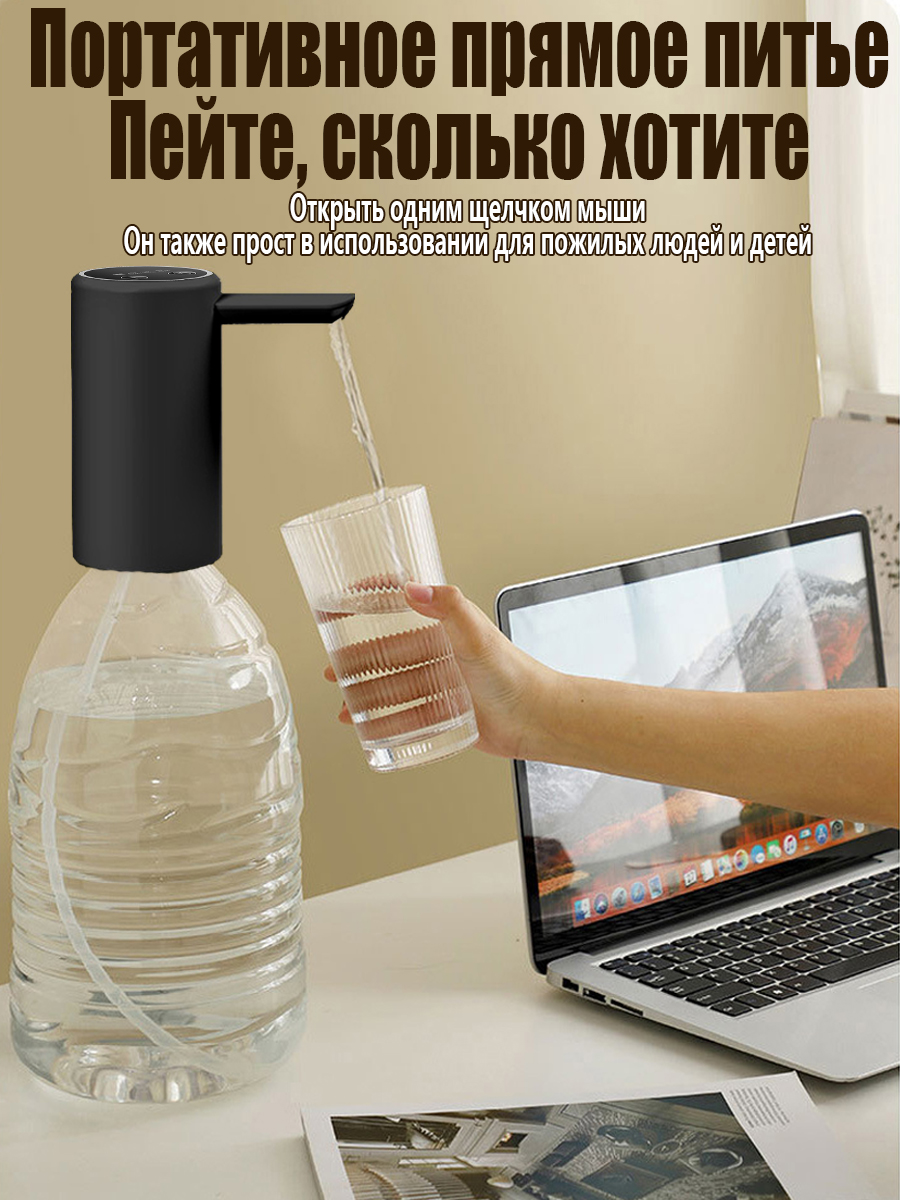 Портативное прямое питье
Пейте, сколько хотите
Открыть одним щелчком мыши
Он также прост в использовании для пожилых людей и детей